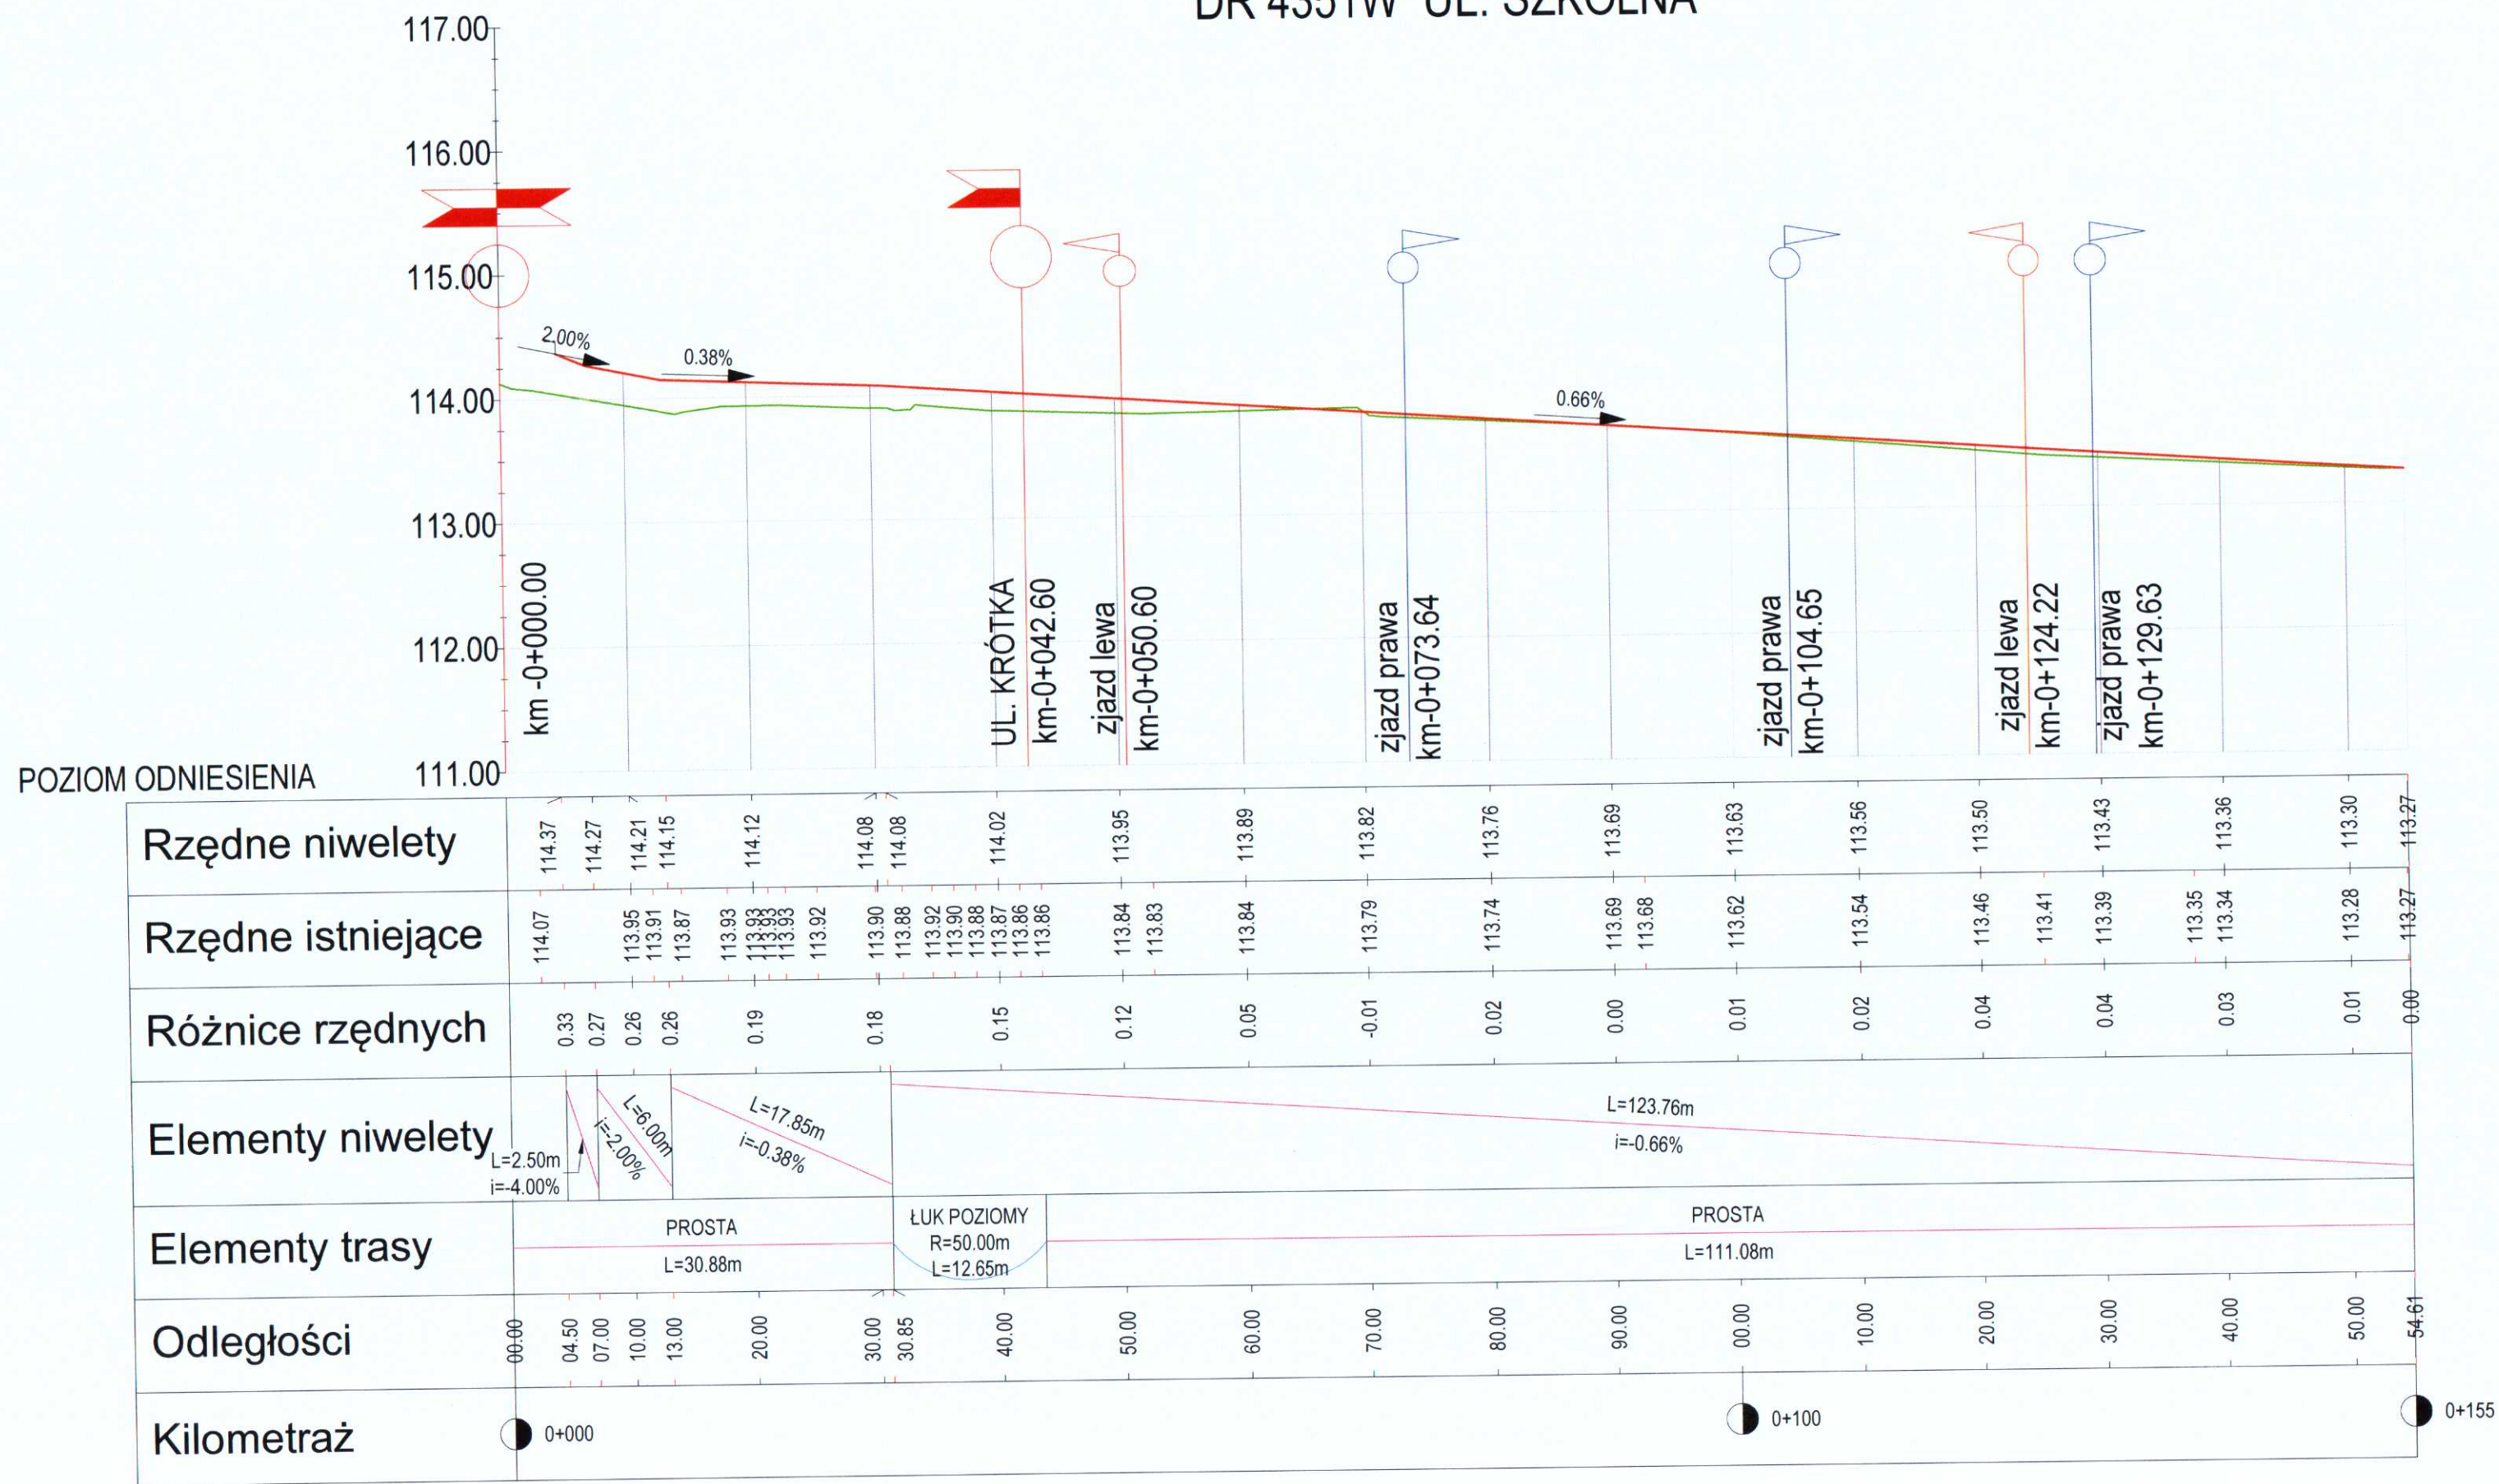 DR 4351W UL. SZKOLNA
117.00
116.00
115.00
114.00
113.00
112.00
111.00
2.00%
0.38%
0.66%
km -0+000.00
UL. KRÓTKA
km-0+042.60
zjazd lewa
km-0+050.60
zjazd prawa
km-0+073.64
zjazd prawa
km-0+104.65
zjazd lewa
km-0+124.22
zjazd prawa
km-0+129.63
POZIOM ODNIESIENIA
Rzędne niwelety
114.37 114.27 114.21 114.15 114.12 114.08 114.08 114.02 113.95 113.89 113.82 113.76 113.69 113.63 113.56 113.50 113.43 113.36 113.30 113.27
Rzędne istniejące
114.07 113.95 113.91 113.87 113.93 113.93 113.93 113.93 113.92 113.90 113.88 113.92 113.90 113.88 113.87 113.86 113.86 113.84 113.83 113.84 113.79 113.74 113.69 113.68 113.62 113.54 113.46 113.41 113.39 113.35 113.34 113.28 113.27
Różnice rzędnych
0.33 0.27 0.26 0.26 0.19 0.18 0.15 0.12 0.05 -0.01 0.02 0.00 0.01 0.02 0.04 0.04 0.03 0.01 0.00
Elementy niwelety
L=2.50m
i=-4.00%
L=6.00m
i=-2.00%
L=17.85m
i=-0.38%
L=123.76m
i=-0.66%
Elementy trasy
PROSTA
L=30.88m
ŁUK POZIOMY
R=50.00m
L=12.65m
PROSTA
L=111.08m
Odległości
00.00 04.50 07.00 10.00 13.00 20.00 30.00 30.85 40.00 50.00 60.00 70.00 80.00 90.00 00.00 10.00 20.00 30.00 40.00 50.00 54.61
Kilometraż
0+000
0+100
0+155